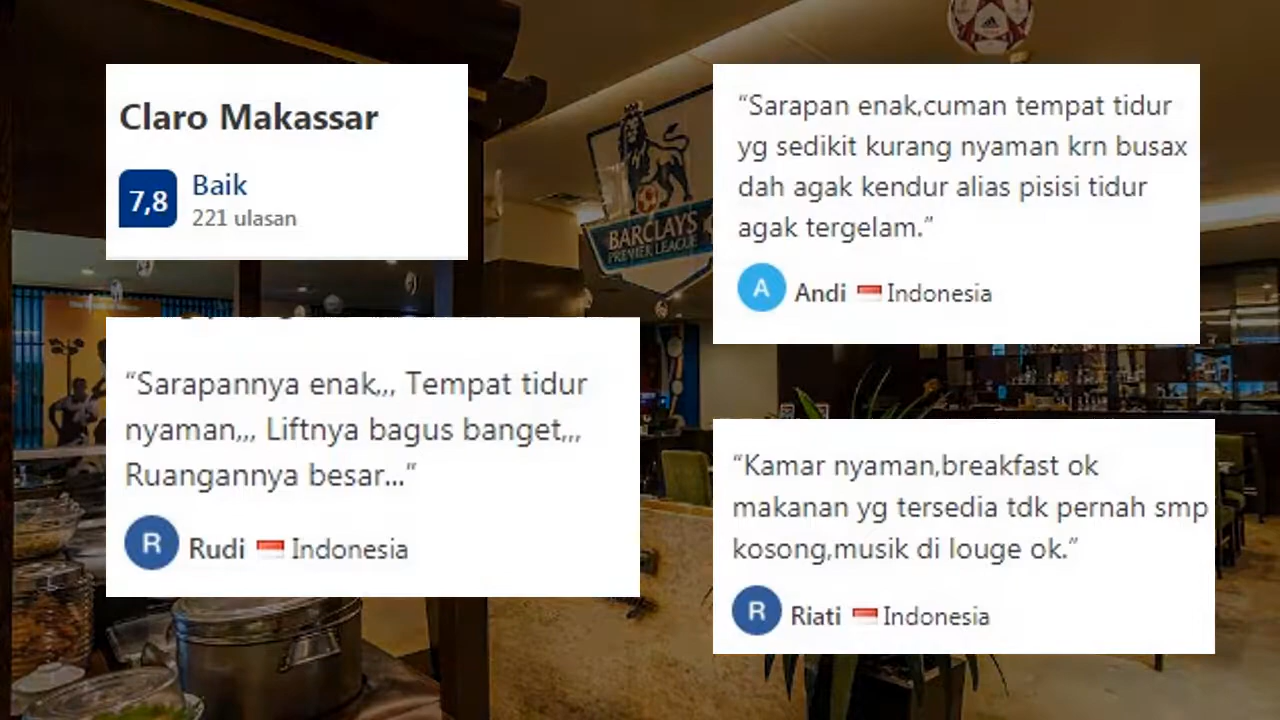 Claro Makassar
7,8
Baik
221 ulasan
“Sarapannya enak,,, Tempat tidur
nyaman,,, Liftnya bagus banget,,,
Ruangannya besar...”
R
Rudi Indonesia
“Sarapan enak,cuman tempat tidur
yg sedikit kurang nyaman krn busax
dah agak kendur alias pisisi tidur
agak tergelam.”
A
Andi Indonesia
“Kamar nyaman,breakfast ok
makanan yg tersedia tdk pernah smp
kosong,musik di louge ok.”
R
Riati Indonesia
BARCLAYS
PREMIER LEAGUE
adidas